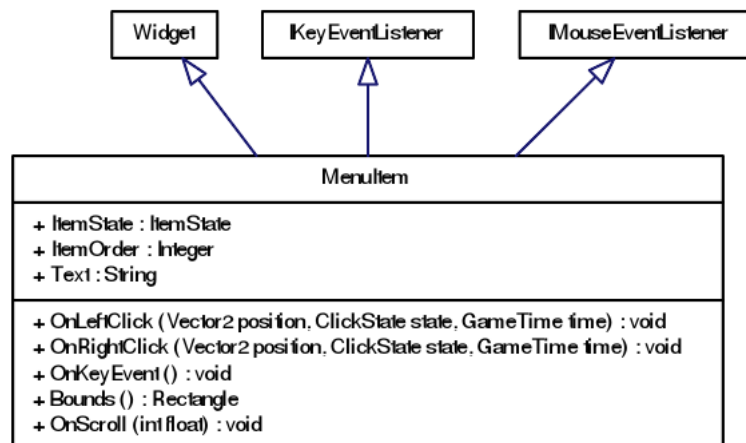 Widget
IKeyEventListener
IMouseEventListener
MenuItem
+ ItemState : ItemState
+ ItemOrder : Integer
+ Text : String
+ OnLeftClick (Vector2 position, ClickState state, GameTime time) : void
+ OnRightClick (Vector2 position, ClickState state, GameTime time) : void
+ OnKeyEvent () : void
+ Bounds () : Rectangle
+ OnScroll (int float) : void